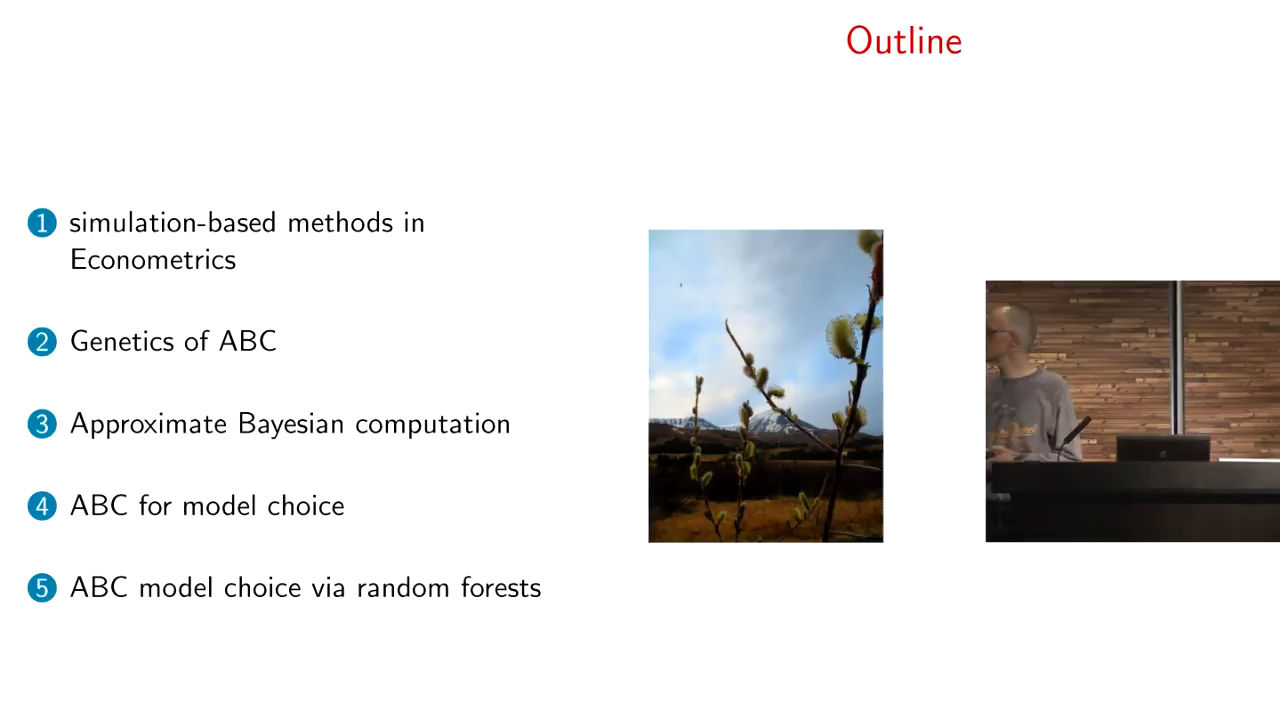 Outline
1 simulation-based methods in
Econometrics
2 Genetics of ABC
3 Approximate Bayesian computation
4 ABC for model choice
5 ABC model choice via random forests